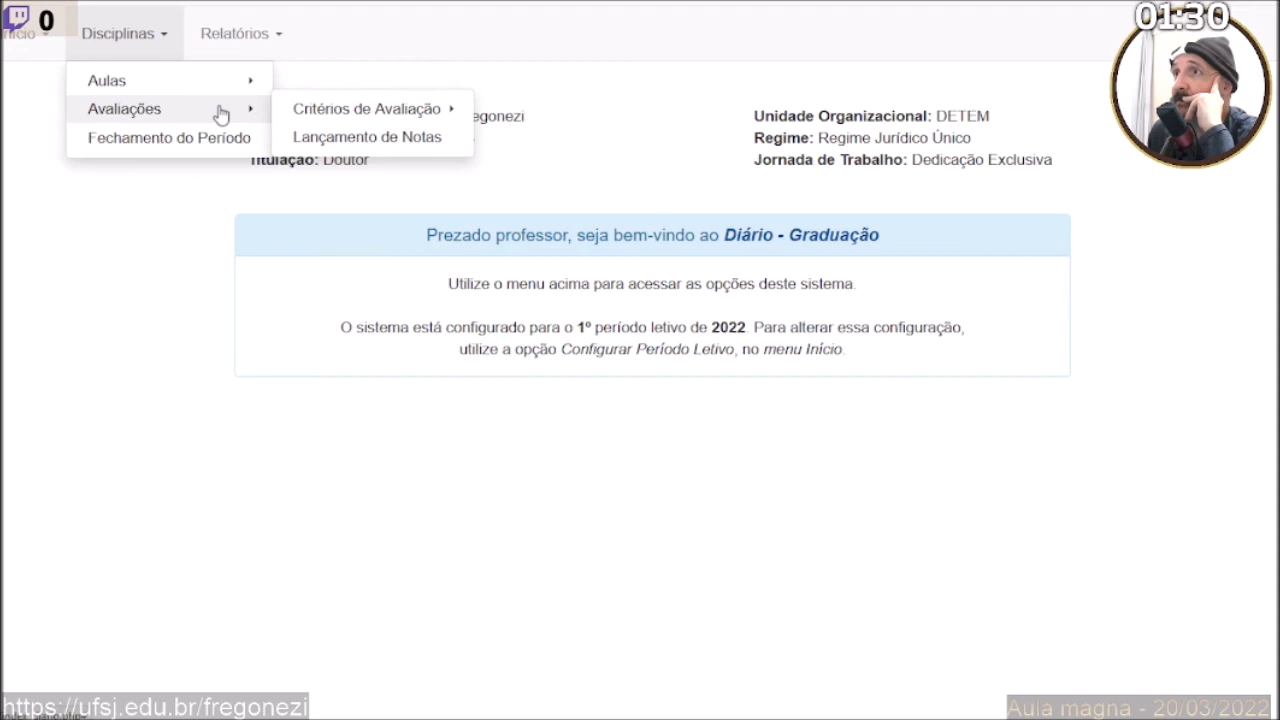 0
01:30
Disciplinas
Relatórios
Aulas
Avaliações
Critérios de Avaliação
Fechamento do Período
Lançamento de Notas
egonezi
Titulação: Doutor
Unidade Organizacional: DETEM
Regime: Regime Jurídico Único
Jornada de Trabalho: Dedicação Exclusiva
Prezado professor, seja bem-vindo ao Diário - Graduação
Utilize o menu acima para acessar as opções deste sistema.
O sistema está configurado para o 1º período letivo de 2022. Para alterar essa configuração,
utilize a opção Configurar Período Letivo, no menu Início.
https://ufsj.edu.br/fregonezi
Aula magna - 20/03/2022